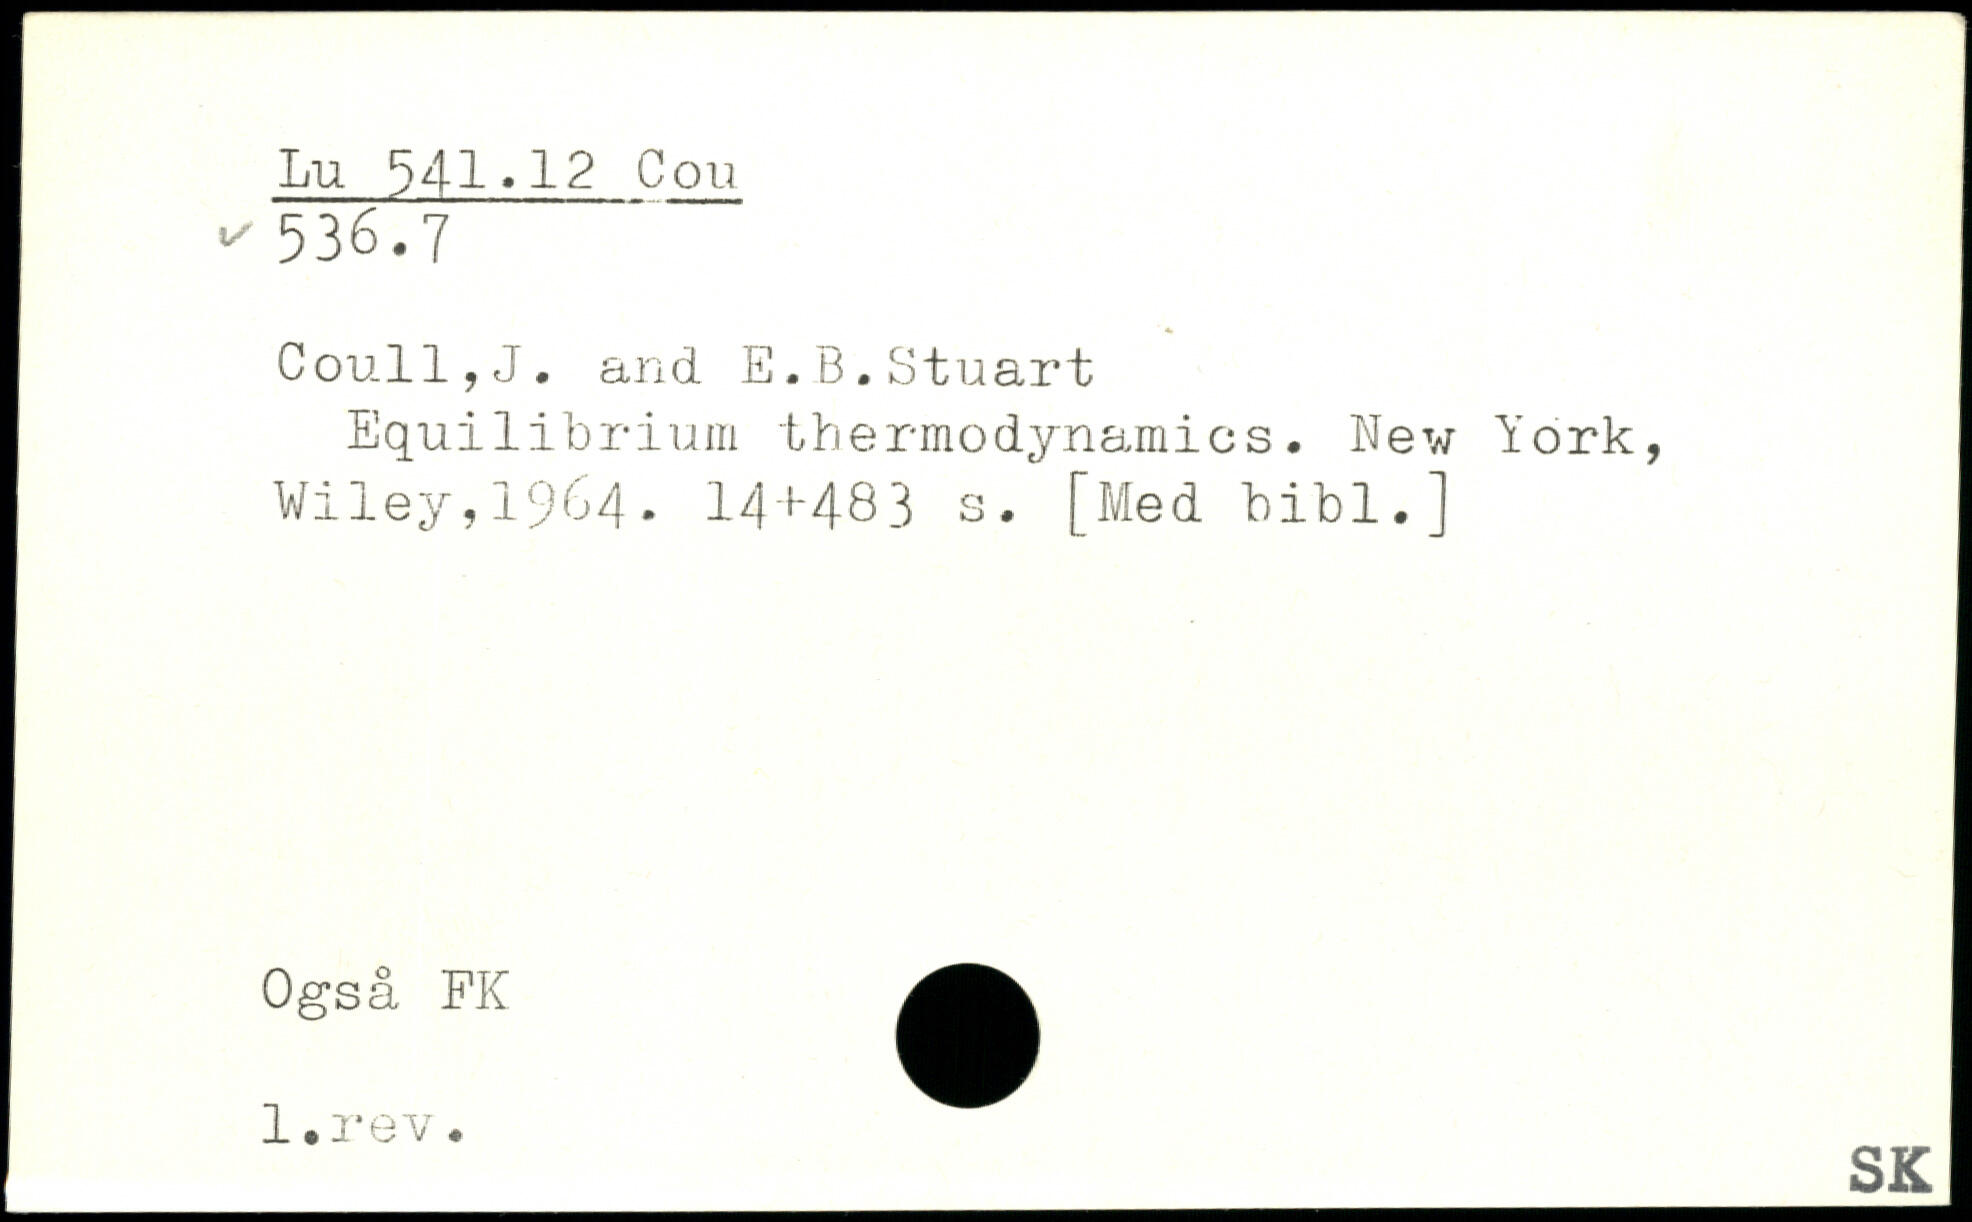 Lu 541.12 Cou
✓ 536.7
Coull,J. and E.B.Stuart
Equilibrium thermodynamics. New York,
Wiley,1964. 14+483 s. [Med bibl.]
Også FK
1.rev.
SK